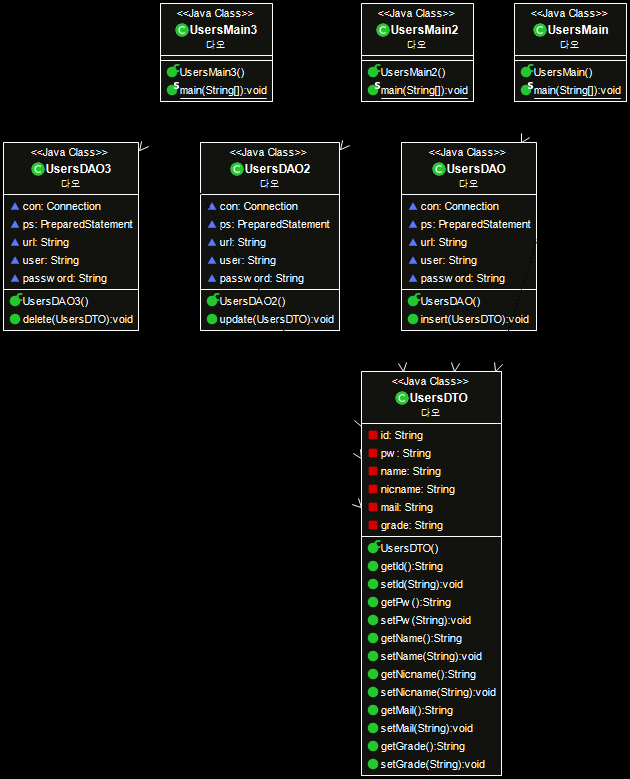 <<Java Class>>
UsersMain3
다오
UsersMain3()
main(String[]):void
<<Java Class>>
UsersMain2
다오
UsersMain2()
main(String[]):void
<<Java Class>>
UsersMain
다오
UsersMain()
main(String[]):void
<<Java Class>>
UsersDAO3
다오
con: Connection
ps: PreparedStatement
url: String
user: String
password: String
UsersDAO3()
delete(UsersDTO):void
<<Java Class>>
UsersDAO2
다오
con: Connection
ps: PreparedStatement
url: String
user: String
password: String
UsersDAO2()
update(UsersDTO):void
<<Java Class>>
UsersDAO
다오
con: Connection
ps: PreparedStatement
url: String
user: String
password: String
UsersDAO()
insert(UsersDTO):void
<<Java Class>>
UsersDTO
다오
id: String
pw: String
name: String
nicname: String
mail: String
grade: String
UsersDTO()
getId():String
setId(String):void
getPw():String
setPw(String):void
getName():String
setName(String):void
getNicname():String
setNicname(String):void
getMail():String
setMail(String):void
getGrade():String
setGrade(String):void